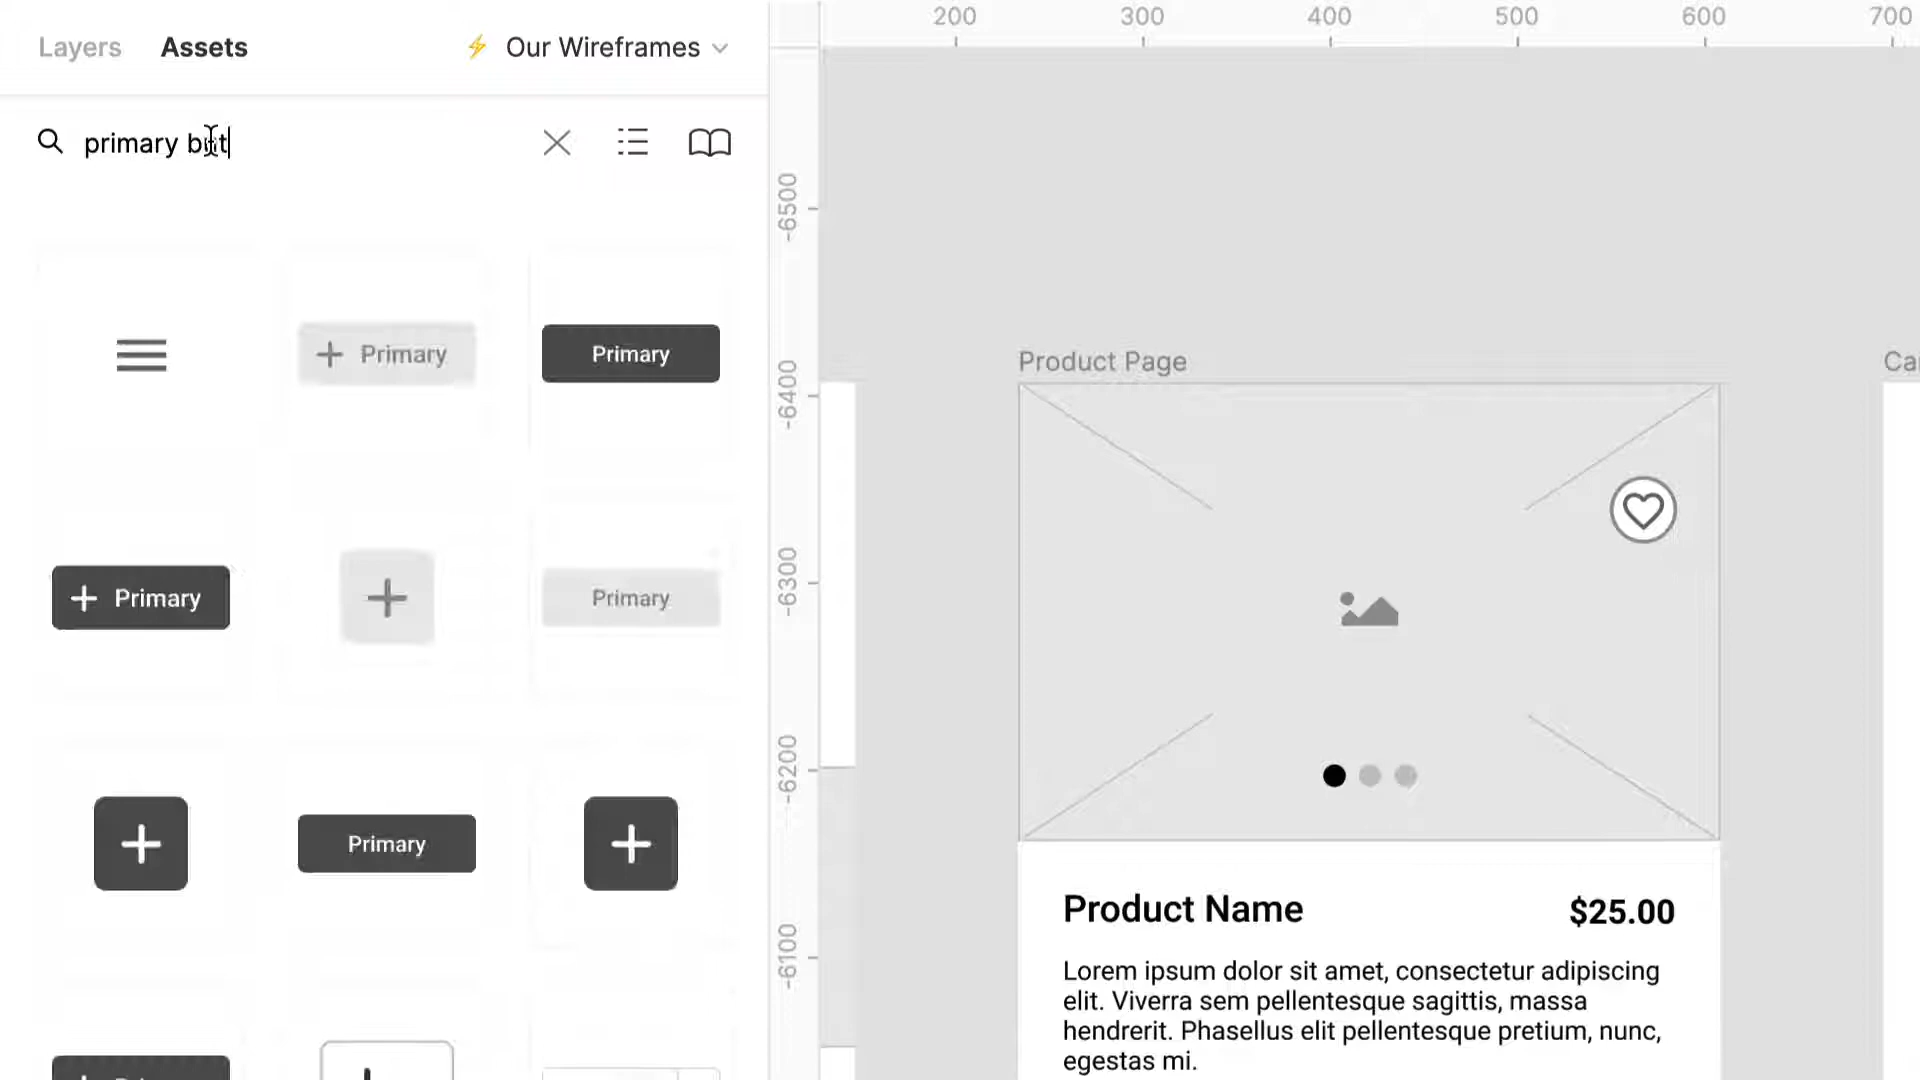 Layers Assets ⚡ Our Wireframes
primary but
Primary
Primary
Primary
Primary
Primary
200 300 400 500 600 700
-6500
-6400
-6300
-6200
-6100
Product Page
Product Name $25.00
Lorem ipsum dolor sit amet, consectetur adipiscing
elit. Viverra sem pellentesque sagittis, massa
hendrerit. Phasellus elit pellentesque pretium, nunc,
egestas mi.